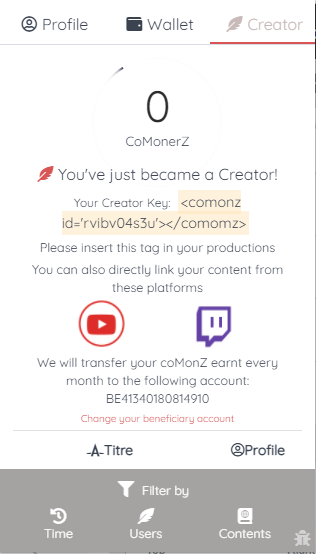 Profile Wallet Creator
0
CoMonerZ
You've just became a Creator!
Your Creator Key: <comonz
id='rvibv04s3u'></comomz>
Please insert this tag in your productions
You can also directly link your content from
these platforms
We will transfer your coMonZ earnt every
month to the following account:
BE41340180814910
Change your beneficiary account
Titre Profile
Filter by
Time Users Contents